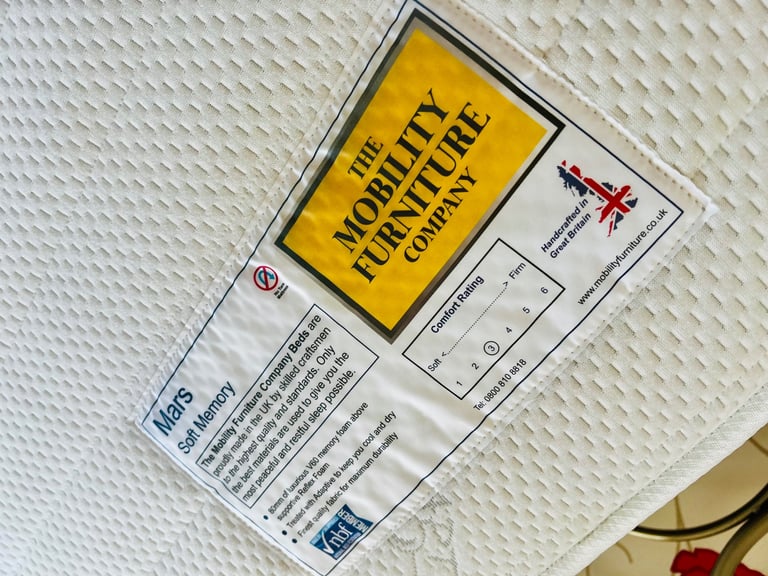 THE
MOBILITY
FURNITURE
COMPANY
Handcrafted in
Great Britain
www.mobilityfurniture.co.uk
Comfort Rating
Soft <----------> Firm
1 2 3 4 5 6
Tel: 0800 810 8818
Mars
Soft Memory
The Mobility Furniture Company Beds are
proudly made in the UK by skilled craftsmen
to the highest quality and standards. Only
the best materials are used to give you the
most peaceful and restful sleep possible.
• 80mm of luxurious V60 memory foam above
supportive Reflex Foam
• Treated with Adaptive to keep you cool and dry
• Finest quality fabric for maximum durability
nbf
MEMBER